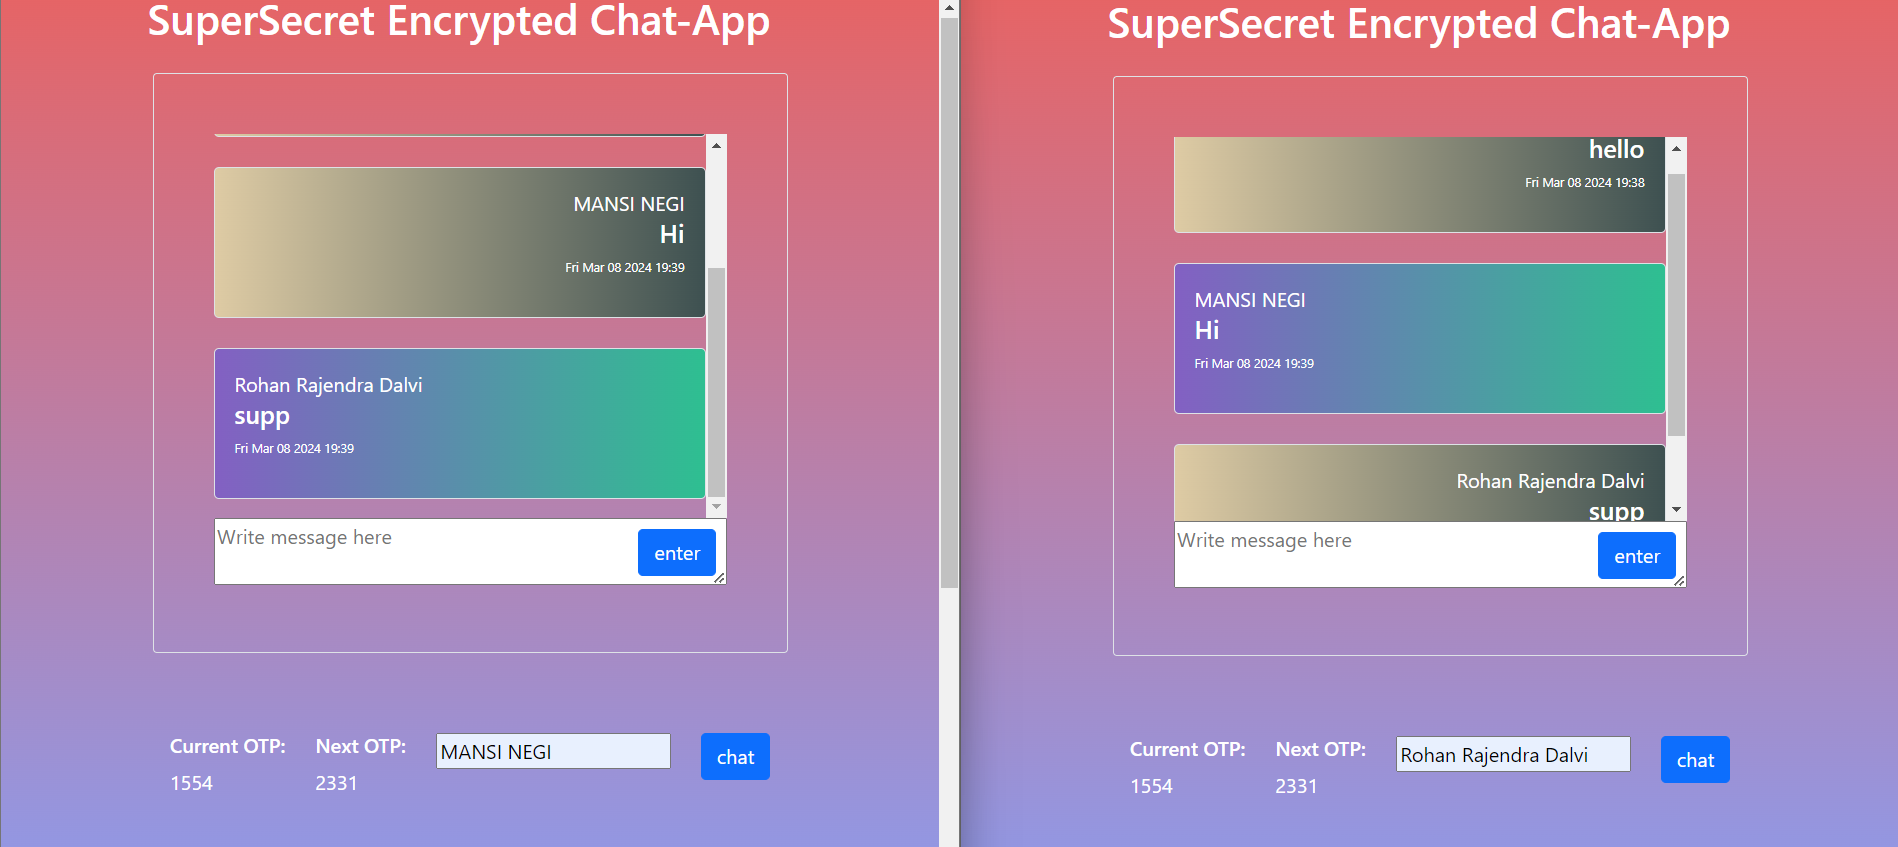 SuperSecret Encrypted Chat-App
MANSI NEGI
Hi
Fri Mar 08 2024 19:39
Rohan Rajendra Dalvi
supp
Fri Mar 08 2024 19:39
Write message here
enter
Current OTP:
Next OTP:
MANSI NEGI
chat
1554
2331
SuperSecret Encrypted Chat-App
hello
Fri Mar 08 2024 19:38
MANSI NEGI
Hi
Fri Mar 08 2024 19:39
Rohan Rajendra Dalvi
supp
Write message here
enter
Current OTP:
Next OTP:
Rohan Rajendra Dalvi
chat
1554
2331